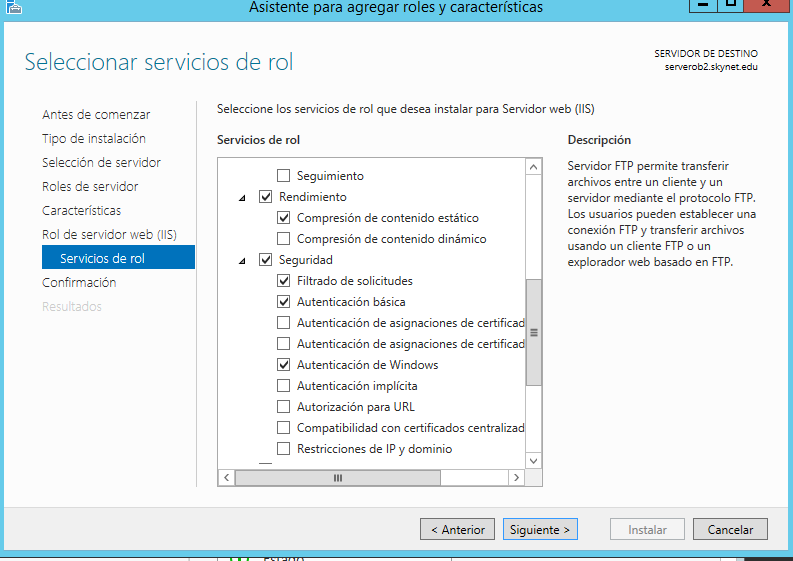 Asistente para agregar roles y características
Seleccionar servicios de rol
SERVIDOR DE DESTINO
serverob2.skynet.edu
Antes de comenzar
Tipo de instalación
Selección de servidor
Roles de servidor
Características
Rol de servidor web (IIS)
Servicios de rol
Confirmación
Resultados
Seleccione los servicios de rol que desea instalar para Servidor web (IIS)
Servicios de rol
Seguimiento
Rendimiento
Compresión de contenido estático
Compresión de contenido dinámico
Seguridad
Filtrado de solicitudes
Autenticación básica
Autenticación de asignaciones de certificad
Autenticación de asignaciones de certificad
Autenticación de Windows
Autenticación implícita
Autorización para URL
Compatibilidad con certificados centralizad
Restricciones de IP y dominio
Descripción
Servidor FTP permite transferir
archivos entre un cliente y un
servidor mediante el protocolo FTP.
Los usuarios pueden establecer una
conexión FTP y transferir archivos
usando un cliente FTP o un
explorador web basado en FTP.
< Anterior
Siguiente >
Instalar
Cancelar
Estado